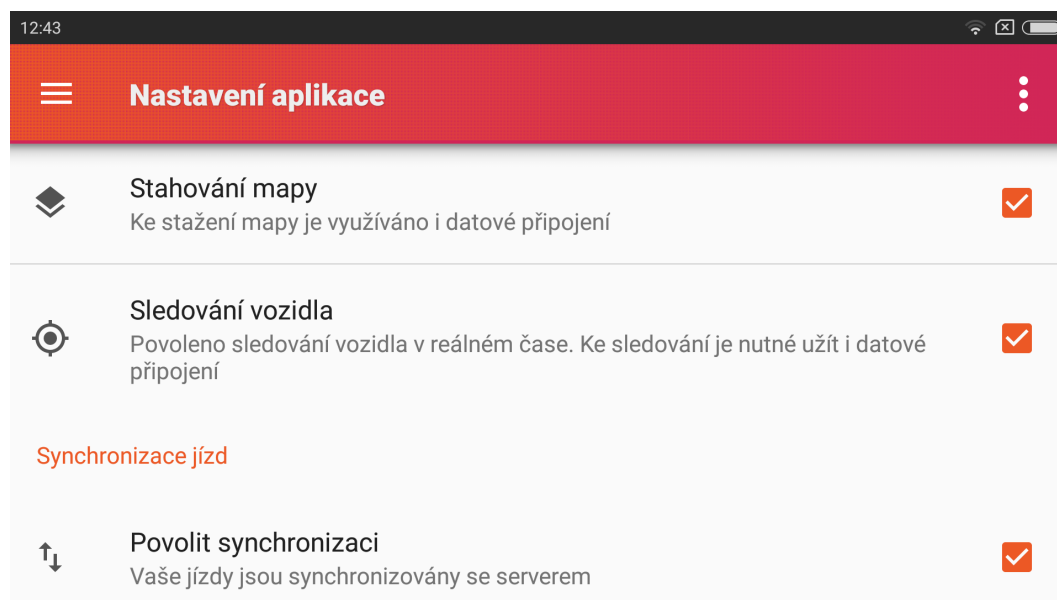 12:43
Nastavení aplikace
Stahování mapy
Ke stažení mapy je využíváno i datové připojení
Sledování vozidla
Povoleno sledování vozidla v reálném čase. Ke sledování je nutné užít i datové
připojení
Synchronizace jízd
Povolit synchronizaci
Vaše jízdy jsou synchronizovány se serverem